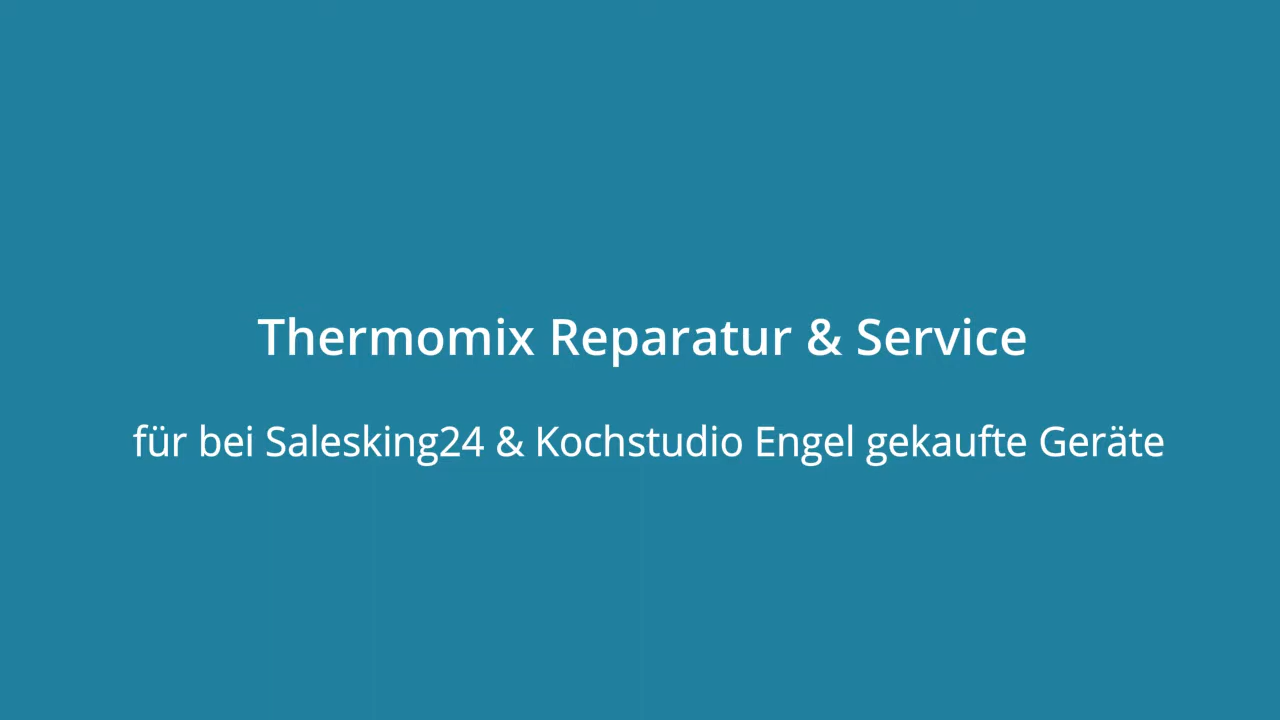 Thermomix Reparatur & Service
für bei Salesking24 & Kochstudio Engel gekaufte Geräte